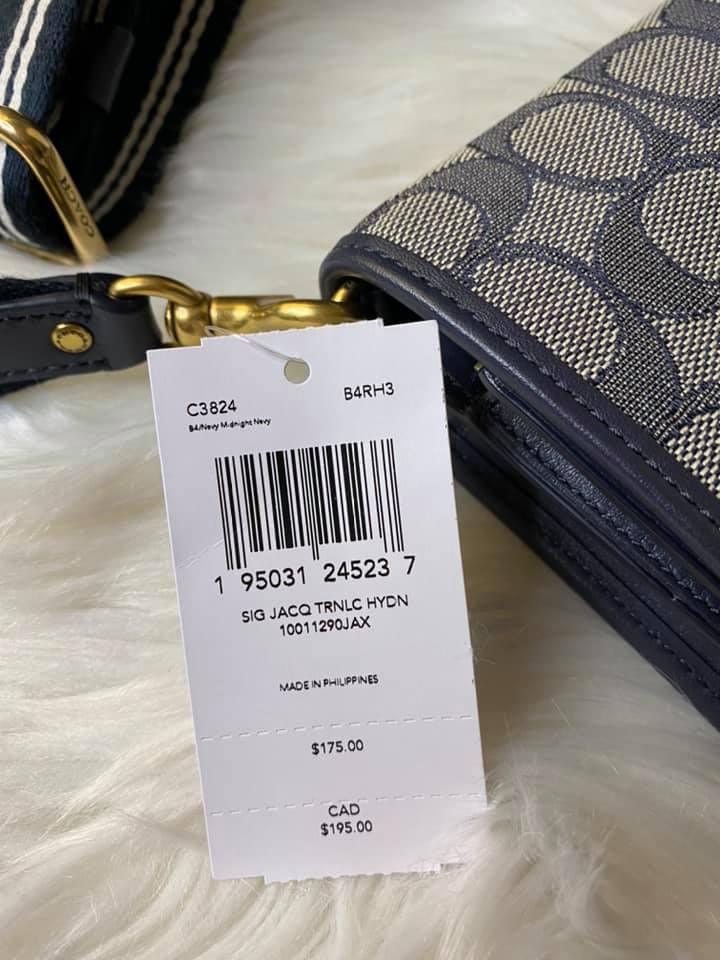 COACH
C3824
B4RH3
B4/Navy Midnight Navy
1 95031 24523 7
SIG JACQ TRNLC HYDN
10011290JAX
MADE IN PHILIPPINES
$175.00
CAD
$195.00